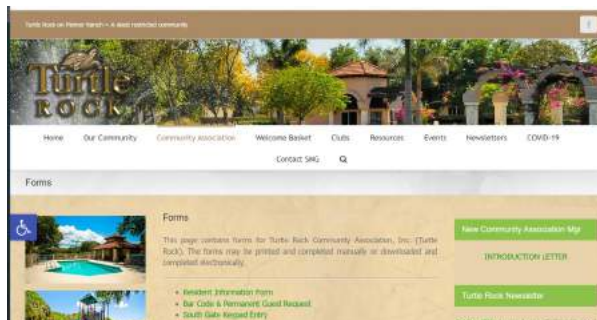 Turtle Rock on Palmer Ranch ~ A deed restricted community
Turtle
ROCK
Home Our Community Community Association Welcome Basket Clubs Resources Events Newsletters COVID-19
Contact SMG
Forms
Forms
This page contains forms for Turtle Rock Community Association, Inc. (Turtle
Rock). The forms may be printed and completed manually or downloaded and
completed electronically.
Resident Information Form
Bar Code & Permanent Guest Request
South Gate Keypad Entry
New Community Association Mgr
INTRODUCTION LETTER
Turtle Rock Newsletter